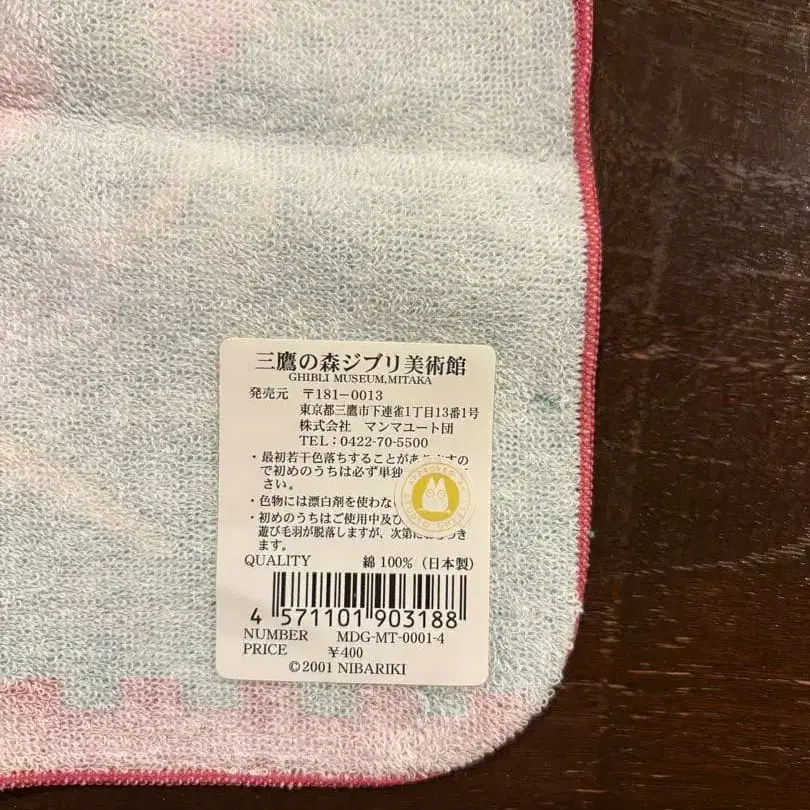 三鷹の森ジブリ美術館
GHIBLI MUSEUM,MITAKA
発売元 〒181-0013
東京都三鷹市下連雀1丁目13番1号
株式会社 マンマユート団
TEL:0422-70-5500
・最初若干色落ちすることがあ の
で初めのうちは必ず単独 
さい。
・色物には漂白剤を使わな
・初めのうちはご使用中及び
遊び毛羽が脱落しますが、次第に き
ます。
APPROVED BY STUDIO GHIBLI
QUALITY 綿 100% (日本製)
4 571101 903188
NUMBER MDG-MT-0001-4
PRICE ¥400
©2001 NIBARIKI